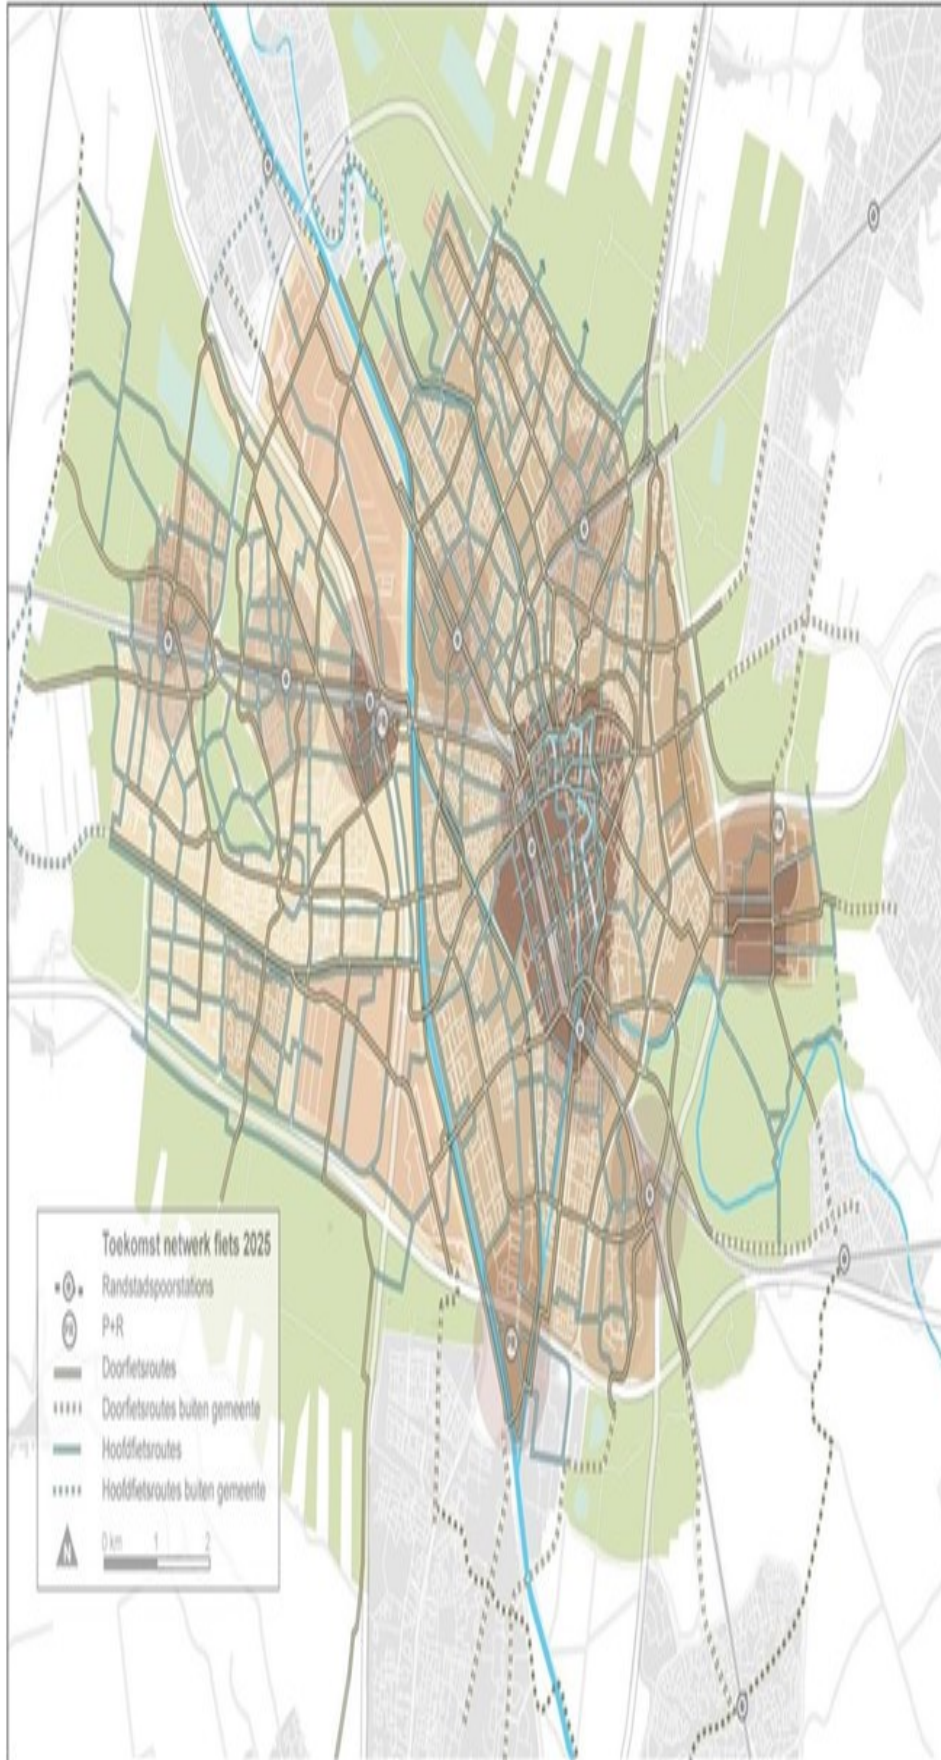 Toekomst netwerk fiets 2025
Randstadspoorstations
P+R
Doorfietsroutes
Doorfietsroutes buiten gemeente
Hoofdfietsroutes
Hoofdfietsroutes buiten gemeente
N
0 km 1 2